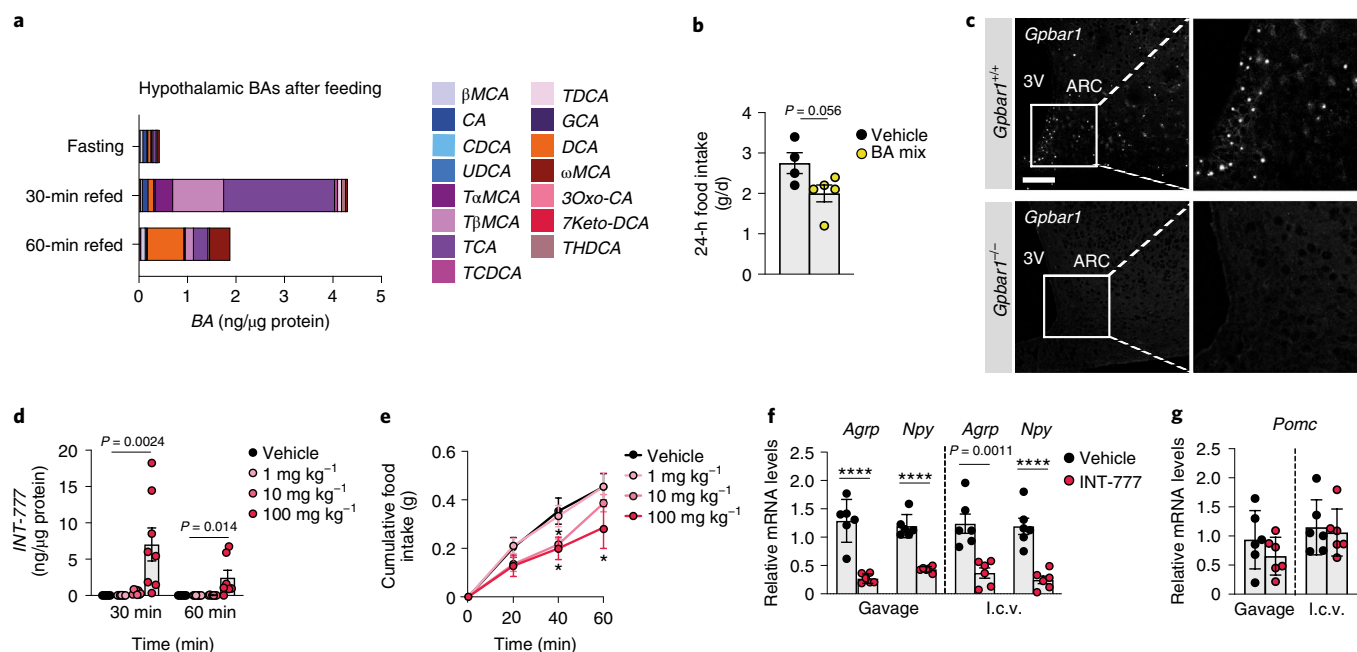 a
Hypothalamic BAs after feeding
Fasting
30-min refed
60-min refed
0 1 2 3 4 5
BA (ng/μg protein)
βMCA
CA
CDCA
UDCA
TαMCA
TβMCA
TCA
TCDCA
TDCA
GCA
DCA
ωMCA
3Oxo-CA
7Keto-DCA
THDCA
b
P = 0.056
24-h food intake
(g/d)
4
3
2
1
0
Vehicle
BA mix
c
Gpbar1+/+
Gpbar1
3V
ARC
Gpbar1−/−
Gpbar1
3V
ARC
d
INT-777
(ng/μg protein)
20
15
10
5
0
P = 0.0024
P = 0.014
30 min 60 min
Time (min)
Vehicle
1 mg kg−1
10 mg kg−1
100 mg kg−1
e
Cumulative food
intake (g)
0.6
0.4
0.2
0
0 20 40 60
Time (min)
*
*
*
Vehicle
1 mg kg−1
10 mg kg−1
100 mg kg−1
f
Agrp Npy Agrp Npy
Relative mRNA levels
2.5
2.0
1.5
1.0
0.5
0
**** **** P = 0.0011 ****
Gavage I.c.v.
Vehicle
INT-777
g
Pomc
Relative mRNA levels
2.5
2.0
1.5
1.0
0.5
0
Gavage I.c.v.